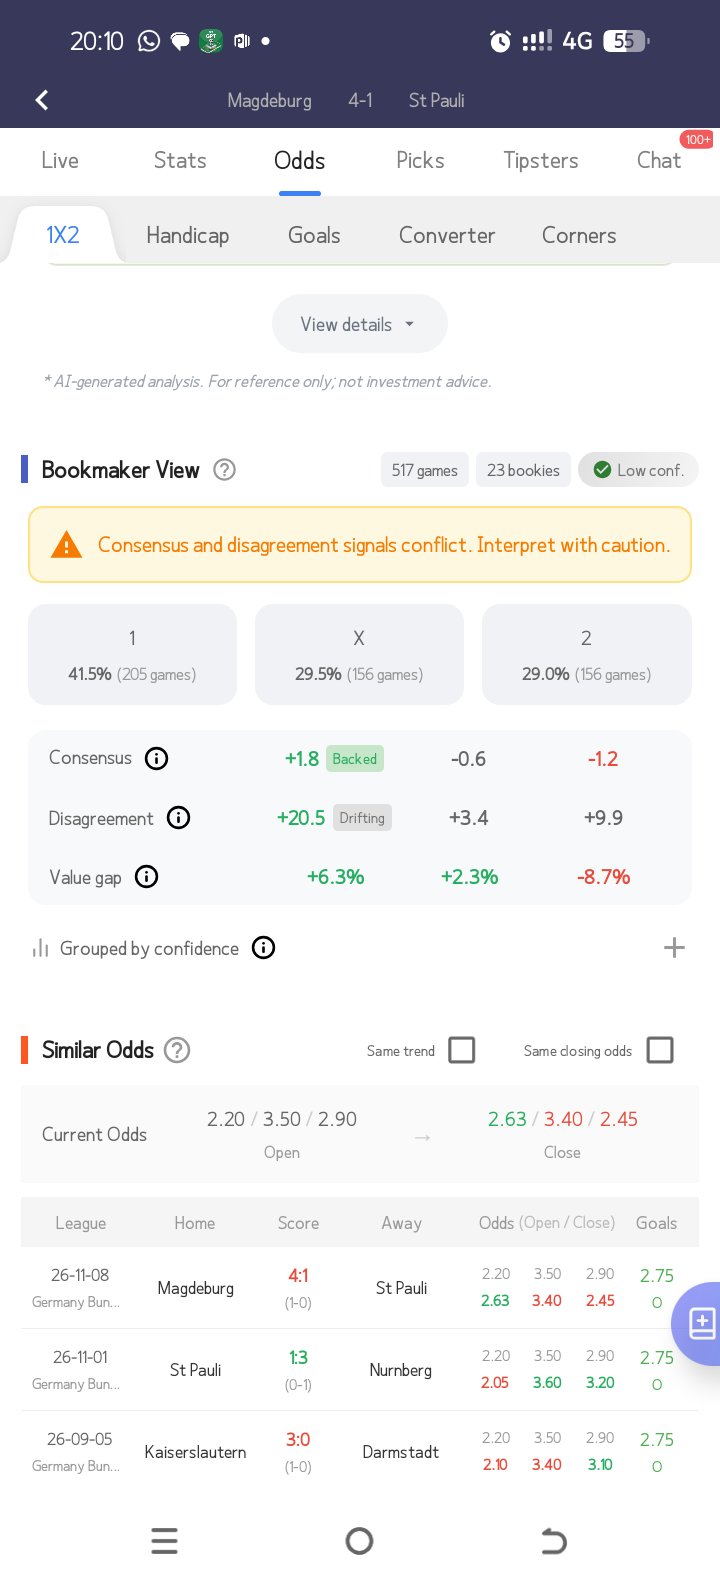 20:10 4G 55
Magdeburg 4-1 St Pauli
100+
Live Stats Odds Picks Tipsters Chat
1X2 Handicap Goals Converter Corners
View details
* AI-generated analysis. For reference only; not investment advice.
Bookmaker View ? 517 games 23 bookies Low conf.
Consensus and disagreement signals conflict. Interpret with caution.
1 X 2
41.5% (205 games) 29.5% (156 games) 29.0% (156 games)
Consensus +1.8 Backed -0.6 -1.2
Disagreement +20.5 Drifting +3.4 +9.9
Value gap +6.3% +2.3% -8.7%
Grouped by confidence +
Similar Odds ? Same trend Same closing odds
2.20 / 3.50 / 2.90 → 2.63 / 3.40 / 2.45
Current Odds
Open Close
League Home Score Away Odds (Open / Close) Goals
26-11-08 Magdeburg 4:1 St Pauli 2.20 3.50 2.90 2.75
Germany Bun... (1-0) 2.63 3.40 2.45 O
26-11-01 St Pauli 1:3 Nurnberg 2.20 3.50 2.90 2.75
Germany Bun... (0-1) 2.05 3.60 3.20 O
26-09-05 Kaiserslautern 3:0 Darmstadt 2.20 3.50 2.90 2.75
Germany Bun... (1-0) 2.10 3.40 3.10 O